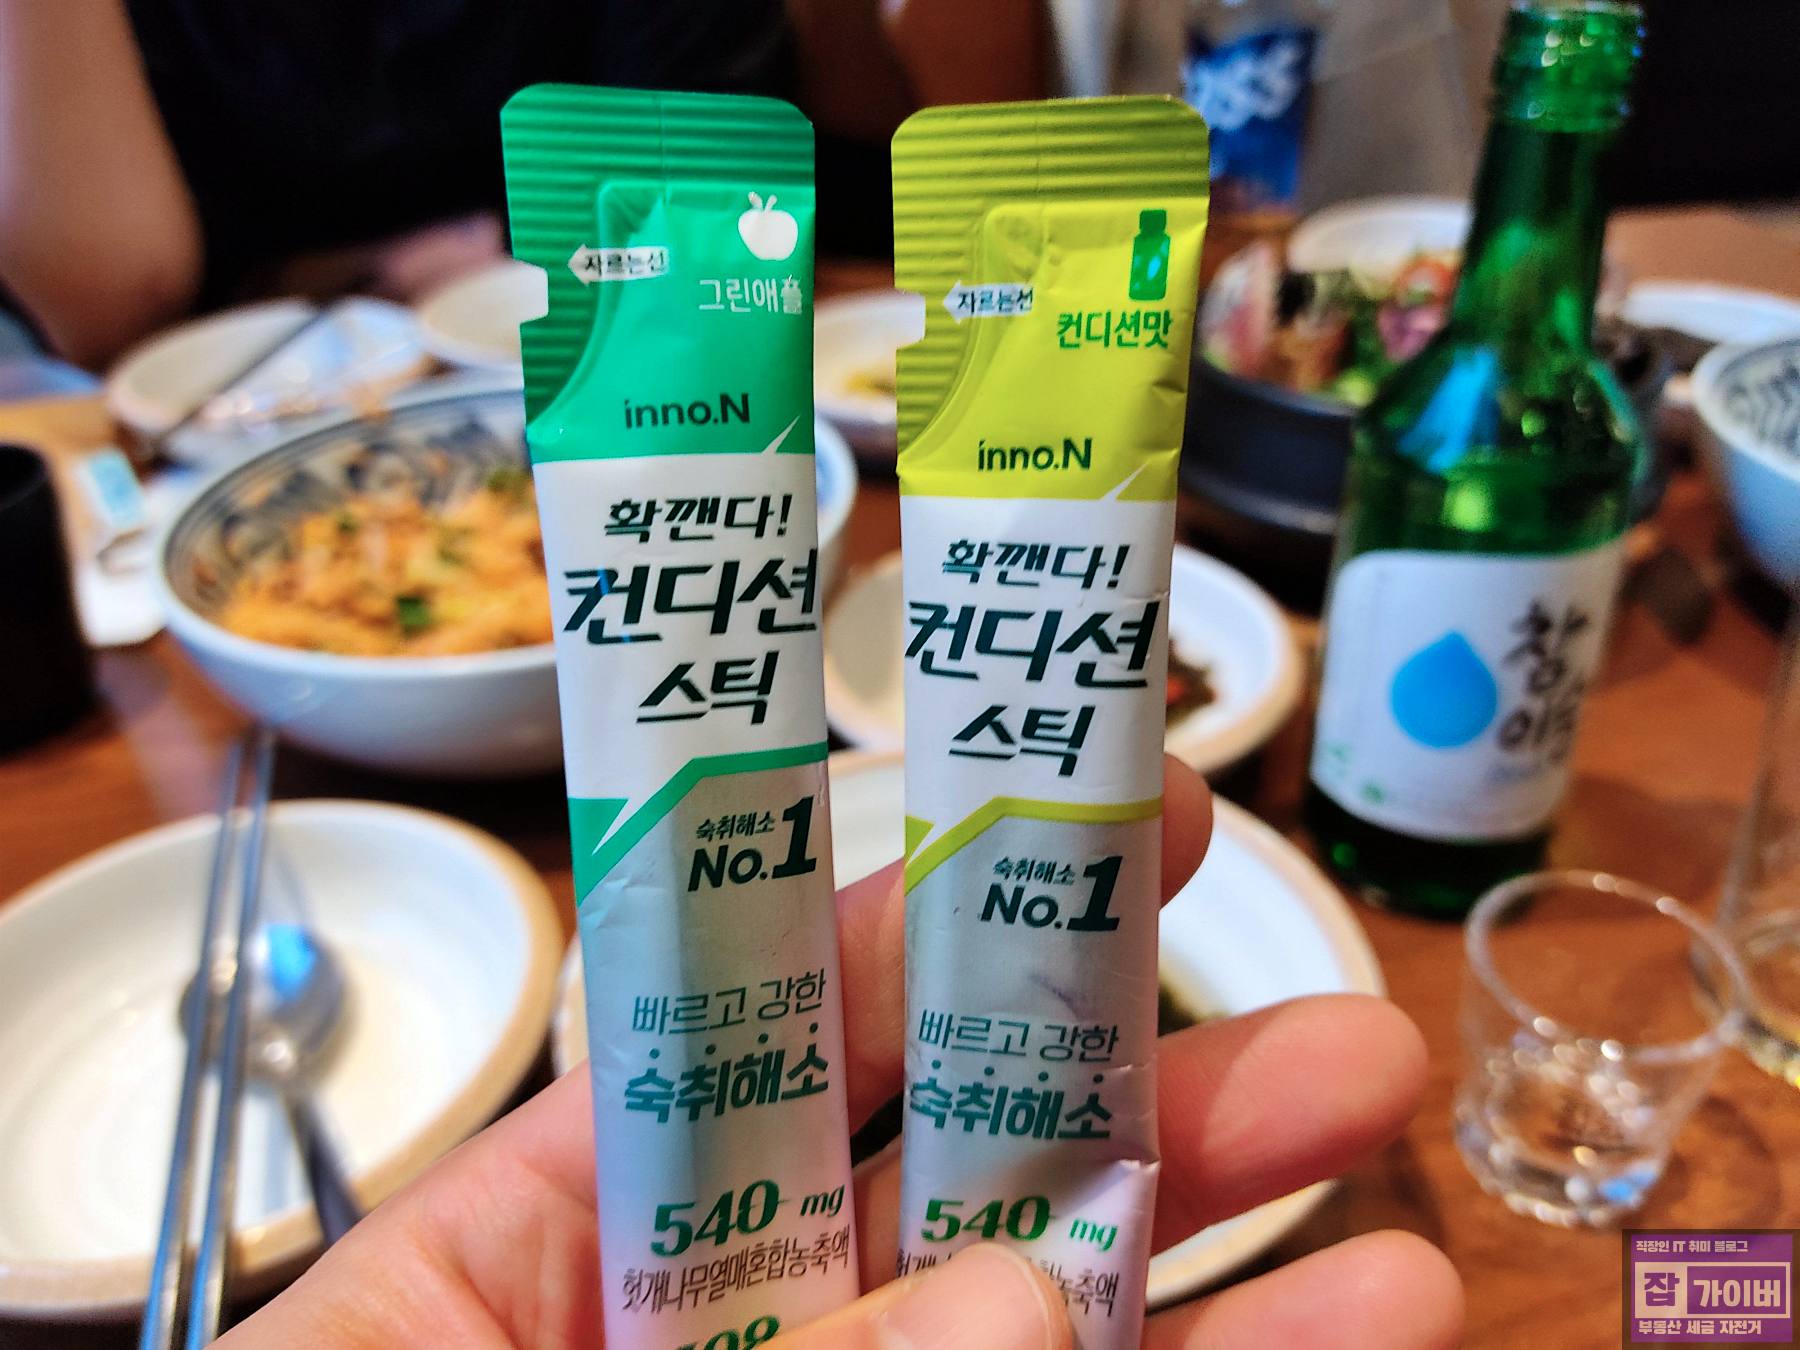 자르는선
그린애플
inno.N
확깬다!
컨디션
스틱
숙취해소
No.1
빠르고 강한
숙취해소
540 mg
헛개나무열매혼합농축액
자르는선
컨디션맛
inno.N
확깬다!
컨디션
스틱
숙취해소
No.1
빠르고 강한
숙취해소
540 mg
참
직장인 IT 취미 블로그
잡가이버
부동산 세금 자전거